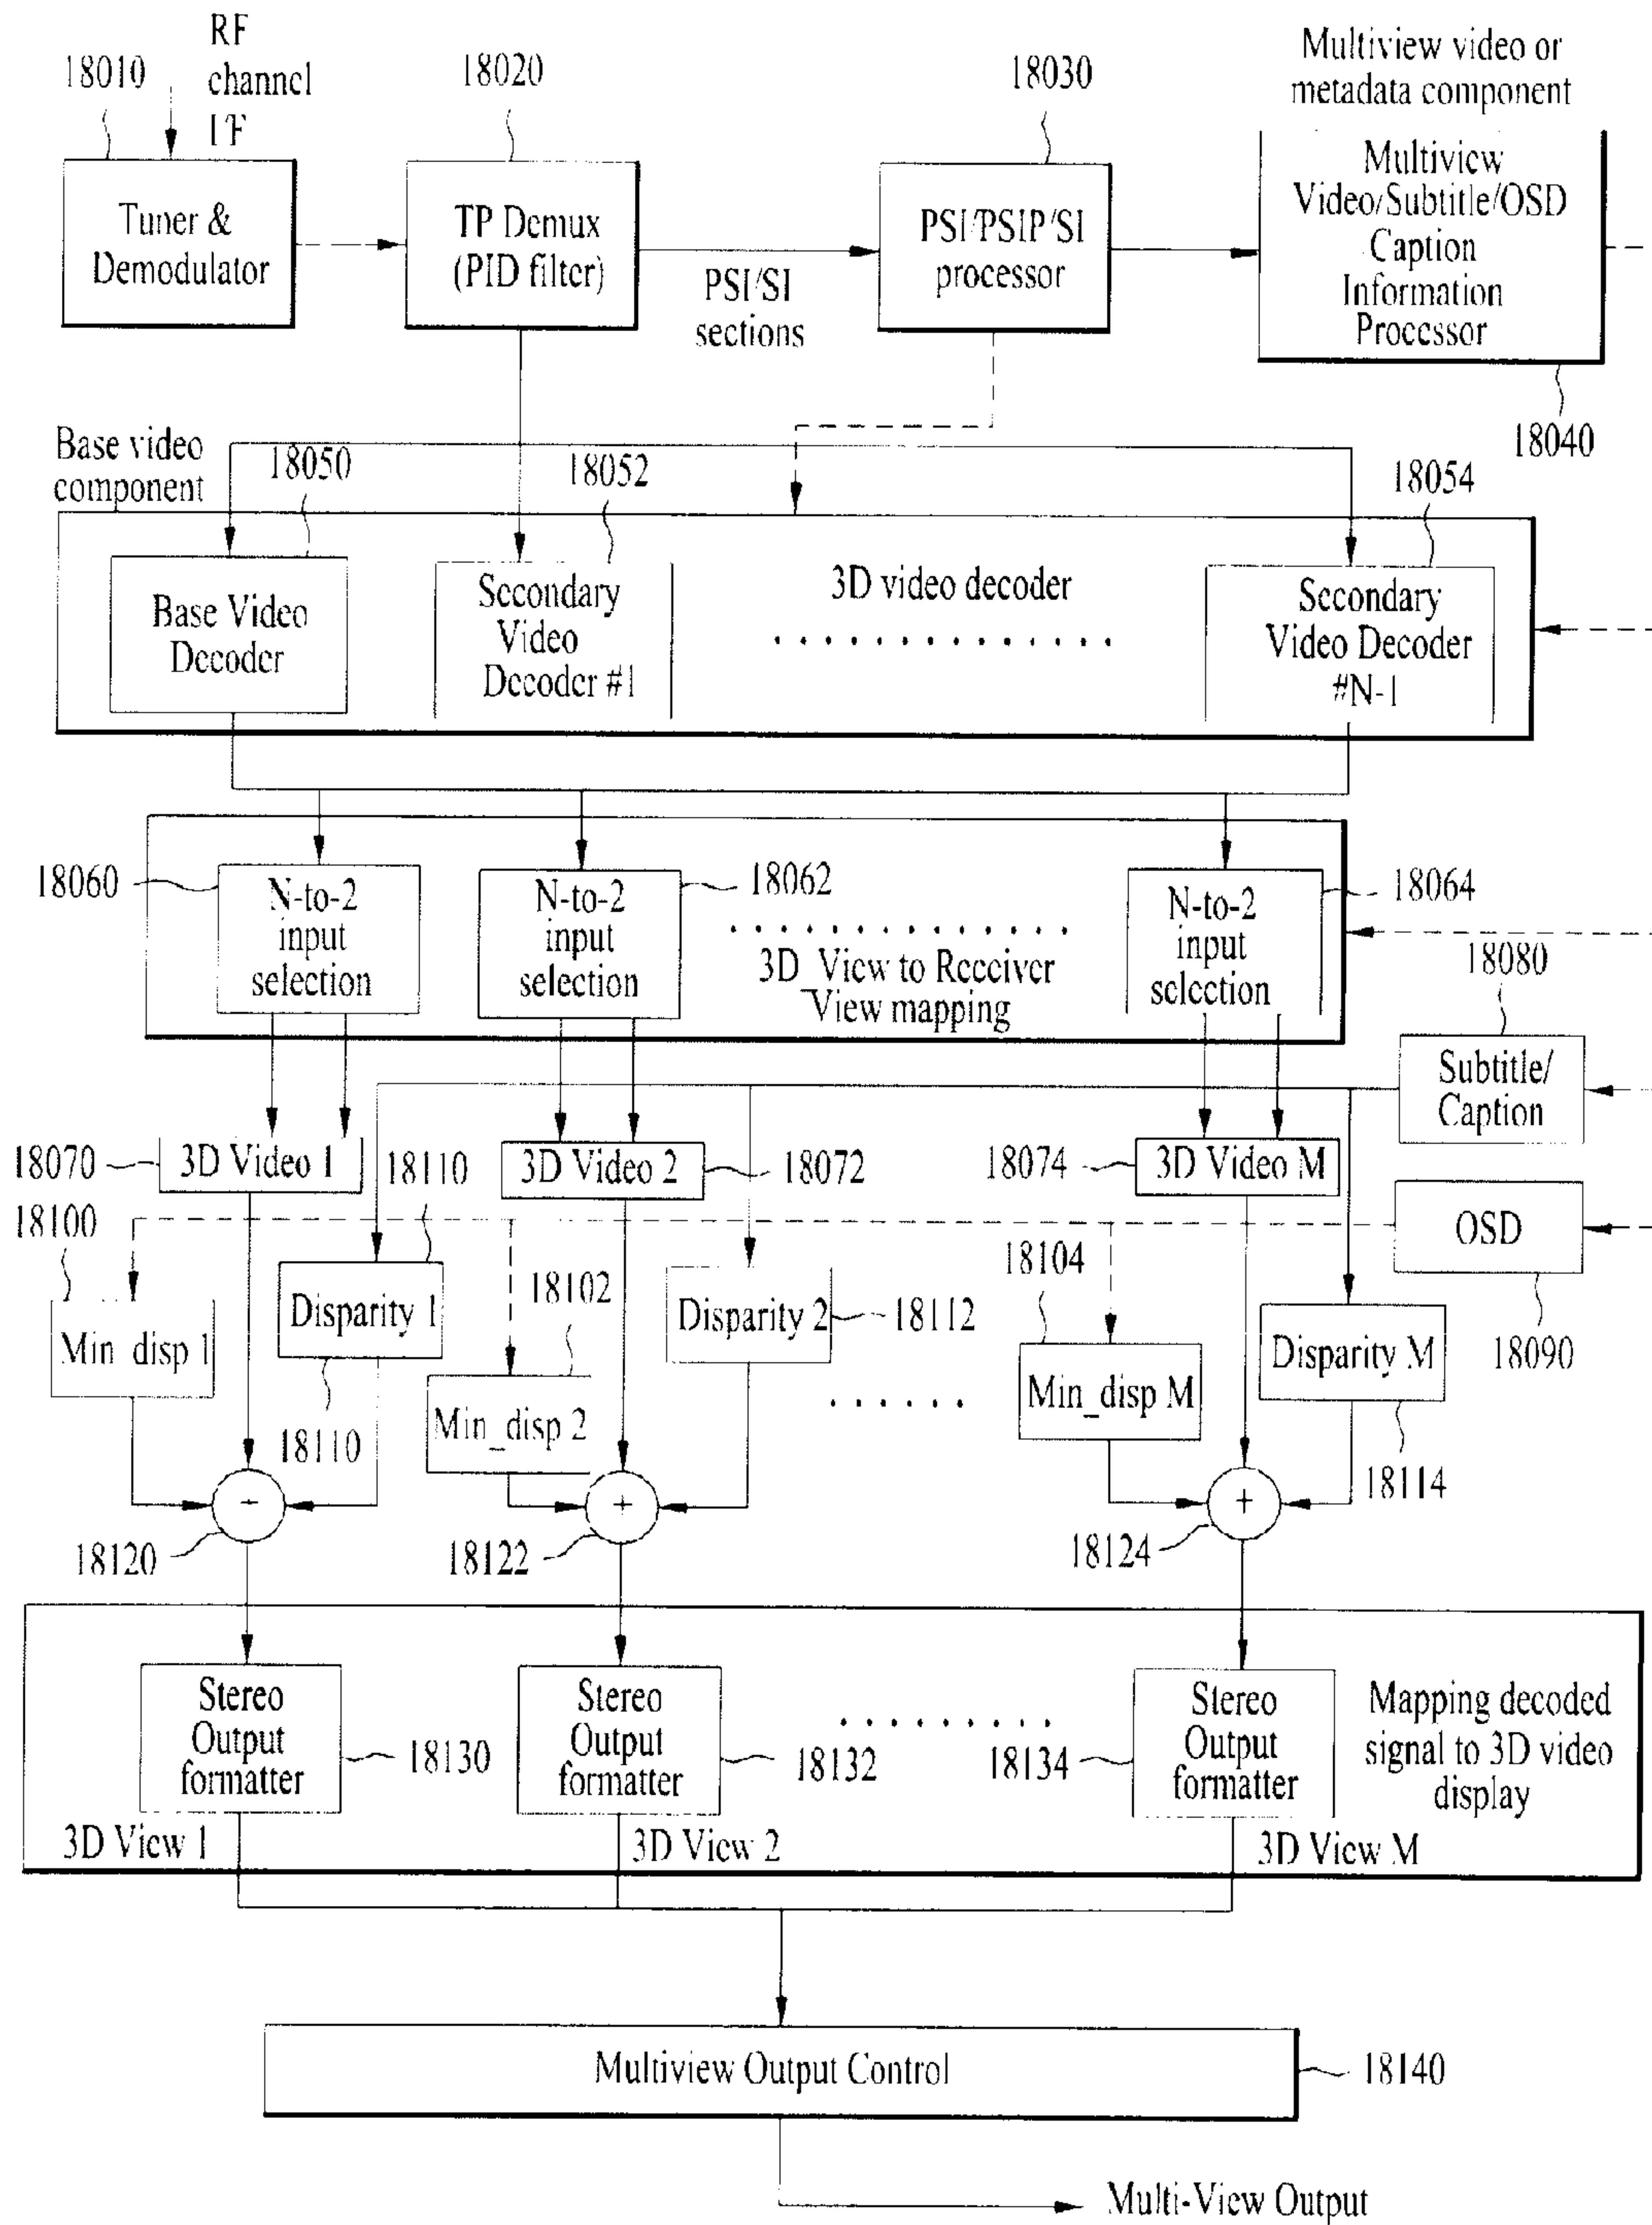 RF
channel
I/F
18010
18020
18030
Multiview video or
metadata component
Tuner &
Demodulator
TP Demux
(PID filter)
PSI/SI
sections
PSI/PSIP/SI
processor
Multiview
Video/Subtitle/OSD
Caption
Information
Processor
18040
Base video
component
18050
18052
18054
Base Video
Decoder
Secondary
Video
Decoder #1
3D video decoder
Secondary
Video Decoder
#N-1
18060
N-to-2
input
selection
N-to-2
input
selection
18062
3D_View to Receiver
_View mapping
N-to-2
input
selection
18064
18080
Subtitle/
Caption
18070
3D Video 1
18110
3D Video 2
18072
18074
3D Video M
OSD
18090
18100
Min_disp 1
Disparity 1
18110
18102
Min_disp 2
Disparity 2
18112
18104
Min_disp M
Disparity M
18114
+
18122
+
18124
18120
Stereo
Output
formatter
18130
3D View 1
Stereo
Output
formatter
18132
3D View 2
18134
Stereo
Output
formatter
3D View M
Mapping decoded
signal to 3D video
display
Multiview Output Control
18140
Multi-View Output